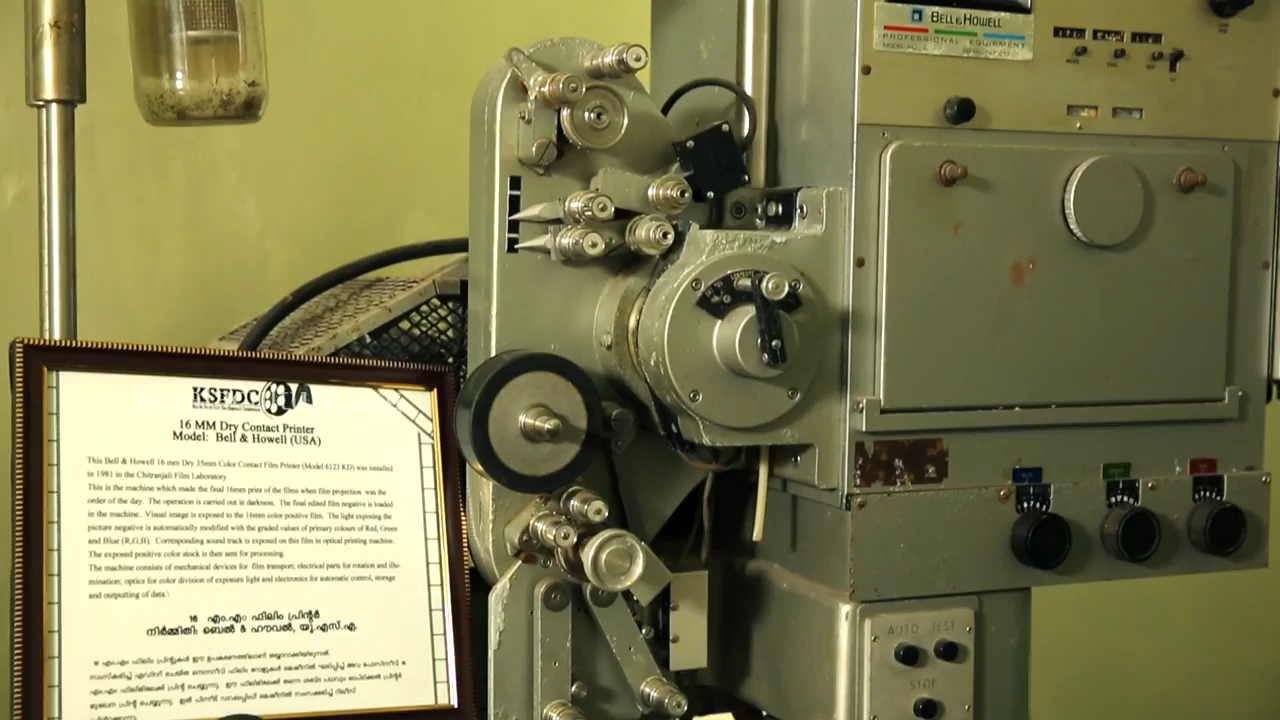 BELL & HOWELL
PROFESSIONAL EQUIPMENT
KSFDC
16 MM Dry Contact Printer
Model: Bell & Howell (USA)
This Bell & Howell 16 mm Dry 35mm Color Contact Film Printer (Model 6123 KD) was installed
in 1981 in the Chitranjali Film Laboratory
This is the machine which made the final 16mm print of the films when film projection was the
order of the day. The operation is carried out in darkness. The final edited film negative is loaded
in the machine. Visual image is exposed to the 16mm color positive film. The light exposing the
picture negative is automatically modified with the graded values of primary colours of Red, Green
and Blue (R,G,B). Corresponding sound track is exposed on this film in optical printing machine.
The exposed positive color stock is then sent for processing.
The machine consists of mechanical devices for film transport; electrical parts for rotation and illu-
mination; optics for color division of exposure light and electronics for automatic control, storage
and outputting of data.\
16 എം.എം ഫിലിം പ്രിന്റർ
നിർമ്മിതി: ബെൽ & ഹൗവൽ, യു.എസ്.എ.
16 എം.എം ഫിലിം പ്രിന്റുകൾ ഈ ഉപകരണത്തിലാണ് തയ്യാറാക്കിയിരുന്നത്.
AUTO TEST
STOP